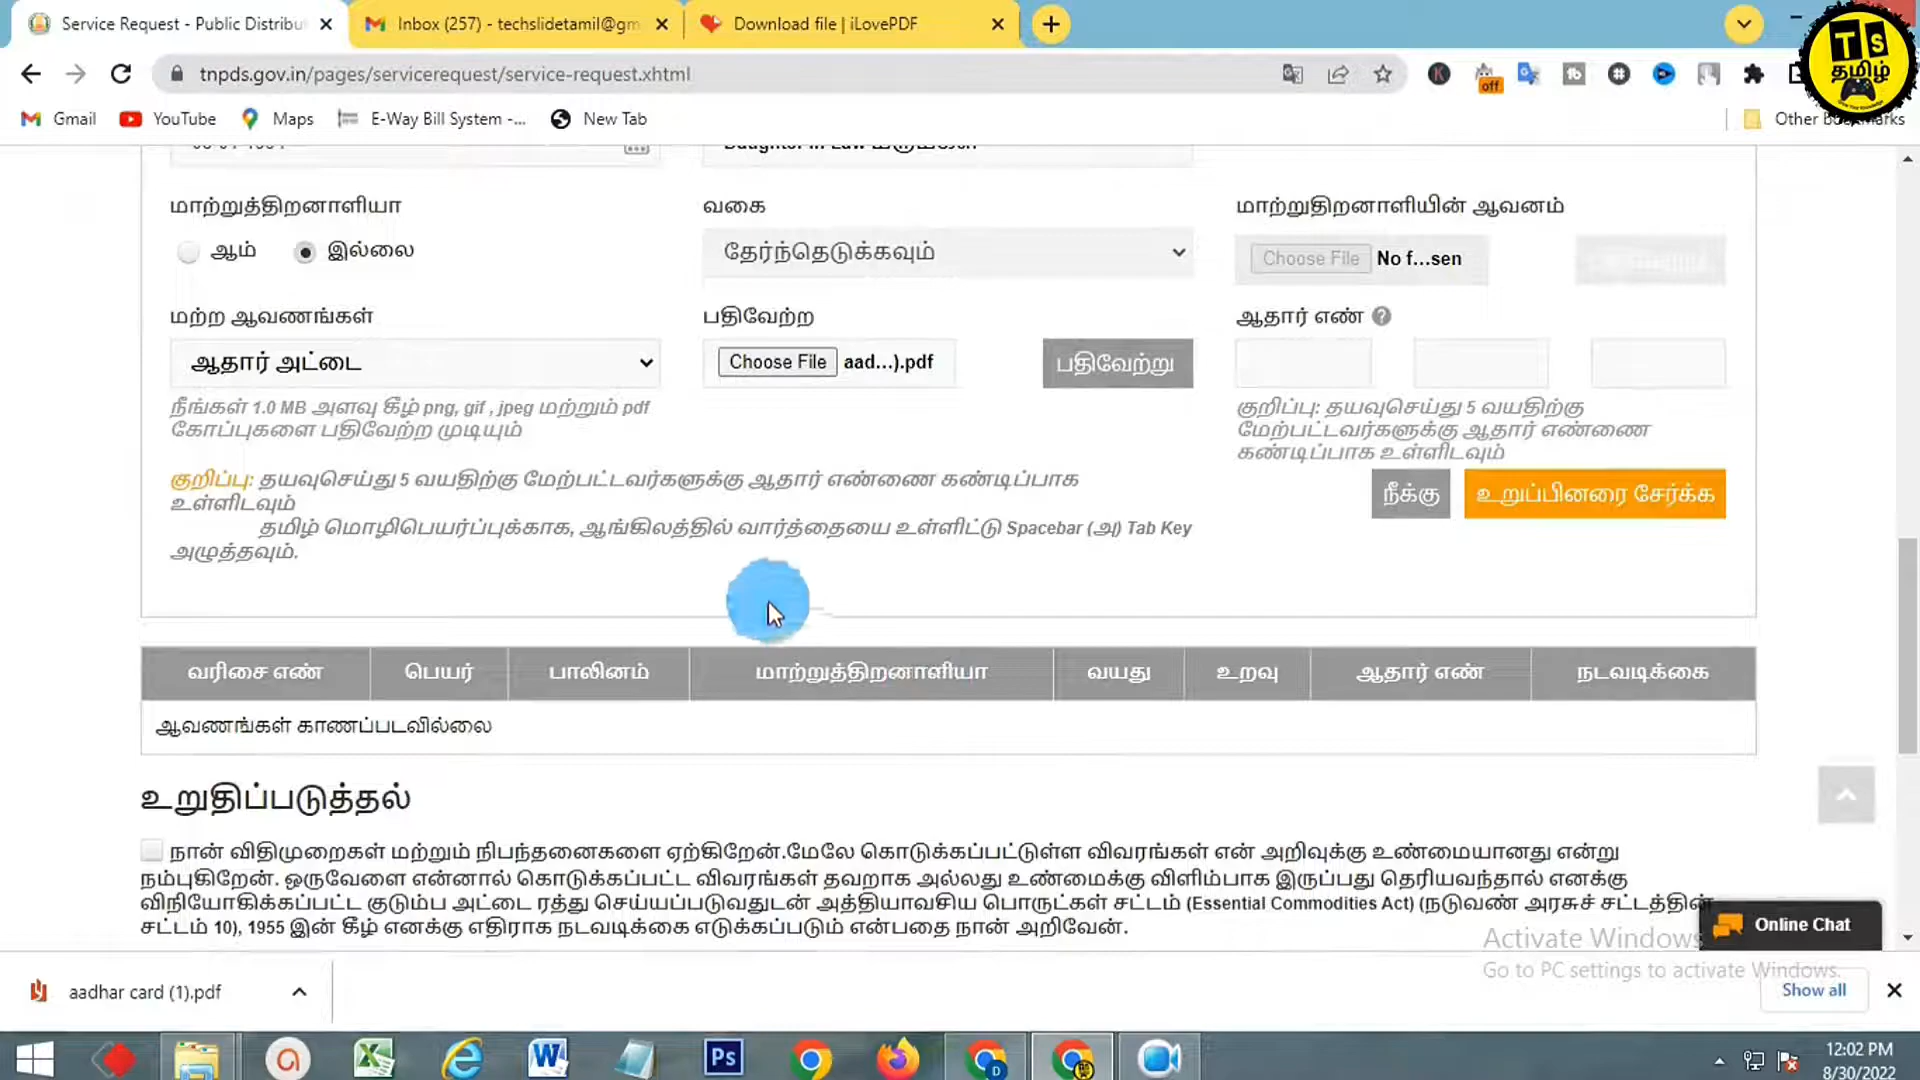 Service Request - Public Distribu
Inbox (257) - techslidetamil@gm
Download file | iLovePDF
TS
தமிழ்
tnpds.gov.in/pages/servicerequest/service-request.xhtml
off
Gmail
YouTube
Maps
E-Way Bill System -...
New Tab
Other
மாற்றுத்திறனாளியா
வகை
மாற்றுதிறனாளியின் ஆவனம்
ஆம்
இல்லை
தேர்ந்தெடுக்கவும்
Choose File No f...sen
மற்ற ஆவணங்கள்
பதிவேற்ற
ஆதார் எண்
ஆதார் அட்டை
Choose File aad...).pdf
பதிவேற்று
நீங்கள் 1.0 MB அளவு கீழ் png, gif , jpeg மற்றும் pdf
கோப்புகளை பதிவேற்ற முடியும்
குறிப்பு: தயவுசெய்து 5 வயதிற்கு
மேற்பட்டவர்களுக்கு ஆதார் எண்ணை
கண்டிப்பாக உள்ளிடவும்
குறிப்பு: தயவுசெய்து 5 வயதிற்கு மேற்பட்டவர்களுக்கு ஆதார் எண்ணை கண்டிப்பாக
உள்ளிடவும்
தமிழ் மொழிபெயர்ப்புக்காக, ஆங்கிலத்தில் வார்த்தையை உள்ளிட்டு Spacebar (அ) Tab Key
அழுத்தவும்.
நீக்கு
உறுப்பினரை சேர்க்க
வரிசை எண் பெயர் பாலினம் மாற்றுத்திறனாளியா வயது உறவு ஆதார் எண் நடவடிக்கை
ஆவணங்கள் காணப்படவில்லை
உறுதிப்படுத்தல்
நான் விதிமுறைகள் மற்றும் நிபந்தனைகளை ஏற்கிறேன்.மேலே கொடுக்கப்பட்டுள்ள விவரங்கள் என் அறிவுக்கு உண்மையானது என்று
நம்புகிறேன். ஒருவேளை என்னால் கொடுக்கப்பட்ட விவரங்கள் தவறாக அல்லது உண்மைக்கு விளிம்பாக இருப்பது தெரியவந்தால் எனக்கு
விநியோகிக்கப்பட்ட குடும்ப அட்டை ரத்து செய்யப்படுவதுடன் அத்தியாவசிய பொருட்கள் சட்டம் (Essential Commodities Act) (நடுவண் அரசுச் சட்டத்தின்
சட்டம் 10), 1955 இன் கீழ் எனக்கு எதிராக நடவடிக்கை எடுக்கப்படும் என்பதை நான் அறிவேன்.
Online Chat
Activate Windows
Go to PC settings to activate Windows.
aadhar card (1).pdf
Show all
12:02 PM
8/30/2022